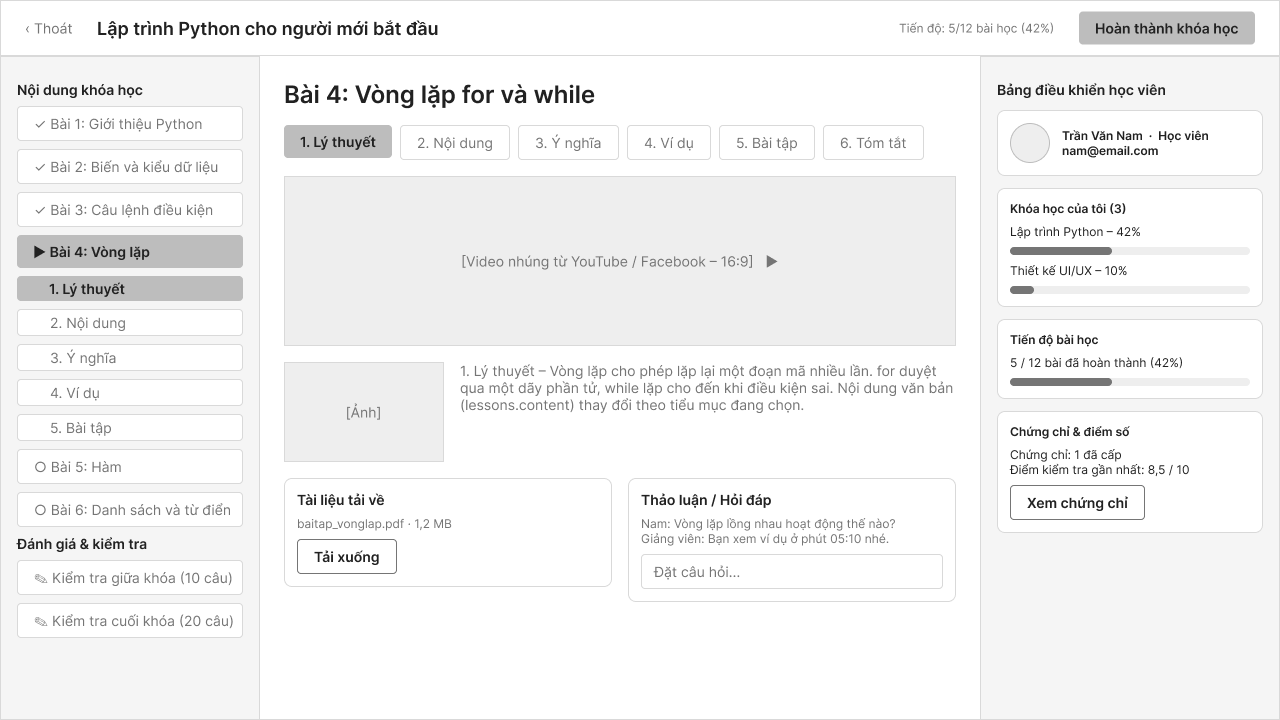 ‹ Thoát
Lập trình Python cho người mới bắt đầu
Tiến độ: 5/12 bài học (42%)
Hoàn thành khóa học
Nội dung khóa học
✓ Bài 1: Giới thiệu Python
✓ Bài 2: Biến và kiểu dữ liệu
✓ Bài 3: Câu lệnh điều kiện
▶ Bài 4: Vòng lặp
1. Lý thuyết
2. Nội dung
3. Ý nghĩa
4. Ví dụ
5. Bài tập
○ Bài 5: Hàm
○ Bài 6: Danh sách và từ điển
Đánh giá & kiểm tra
✎ Kiểm tra giữa khóa (10 câu)
✎ Kiểm tra cuối khóa (20 câu)
Bài 4: Vòng lặp for và while
1. Lý thuyết
2. Nội dung
3. Ý nghĩa
4. Ví dụ
5. Bài tập
6. Tóm tắt
[Video nhúng từ YouTube / Facebook – 16:9] ▶
[Ảnh]
1. Lý thuyết – Vòng lặp cho phép lặp lại một đoạn mã nhiều lần. for duyệt
qua một dãy phần tử, while lặp cho đến khi điều kiện sai. Nội dung văn bản
(lessons.content) thay đổi theo tiểu mục đang chọn.
Tài liệu tải về
baitap_vonglap.pdf · 1,2 MB
Tải xuống
Thảo luận / Hỏi đáp
Nam: Vòng lặp lồng nhau hoạt động thế nào?
Giảng viên: Bạn xem ví dụ ở phút 05:10 nhé.
Đặt câu hỏi...
Bảng điều khiển học viên
Trần Văn Nam · Học viên
nam@email.com
Khóa học của tôi (3)
Lập trình Python – 42%
Thiết kế UI/UX – 10%
Tiến độ bài học
5 / 12 bài đã hoàn thành (42%)
Chứng chỉ & điểm số
Chứng chỉ: 1 đã cấp
Điểm kiểm tra gần nhất: 8,5 / 10
Xem chứng chỉ